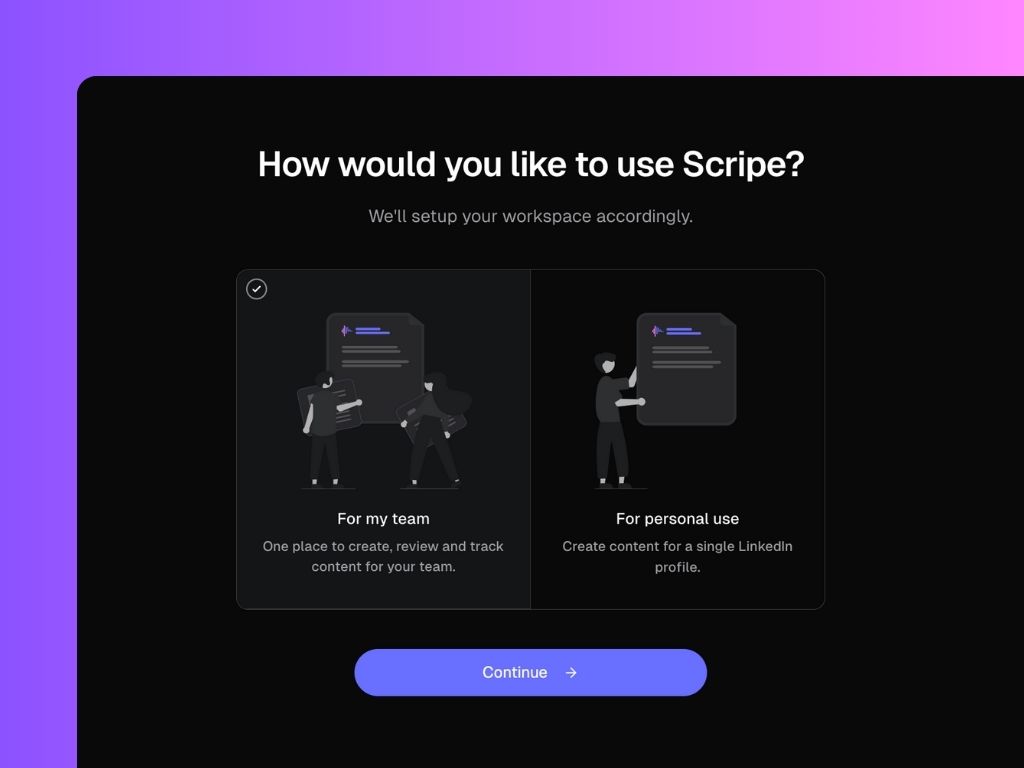 How would you like to use Scripe?
We'll setup your workspace accordingly.
For my team
One place to create, review and track
content for your team.
For personal use
Create content for a single LinkedIn
profile.
Continue →